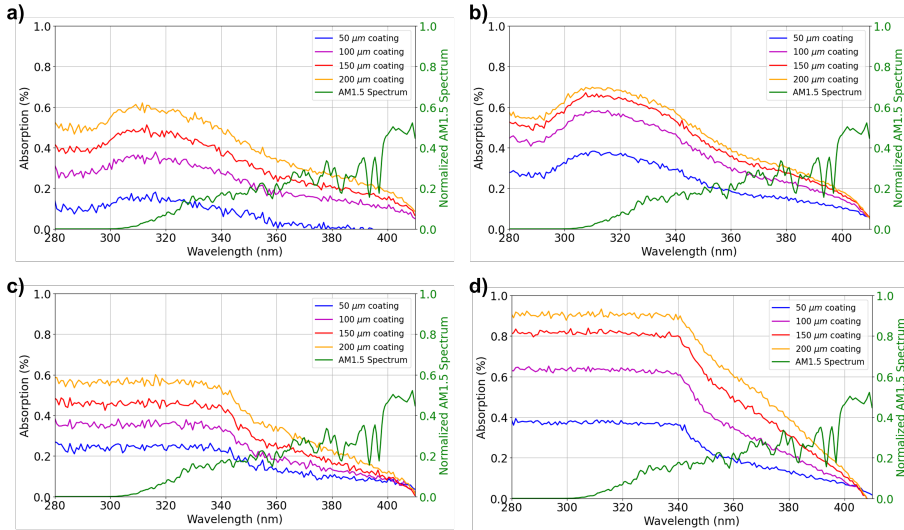 a)
1.0
0.8
0.6
0.4
0.2
0.0
Absorption (%)
280 300 320 340 360 380 400
Wavelength (nm)
50 μm coating
100 μm coating
150 μm coating
200 μm coating
AM1.5 Spectrum
1.0
0.8
0.6
0.4
0.2
0.0
Normalized AM1.5 Spectrum
b)
1.0
0.8
0.6
0.4
0.2
0.0
Absorption (%)
280 300 320 340 360 380 400
Wavelength (nm)
50 μm coating
100 μm coating
150 μm coating
200 μm coating
AM1.5 Spectrum
1.0
0.8
0.6
0.4
0.2
0.0
Normalized AM1.5 Spectrum
c)
1.0
0.8
0.6
0.4
0.2
0.0
Absorption (%)
280 300 320 340 360 380 400
Wavelength (nm)
50 μm coating
100 μm coating
150 μm coating
200 μm coating
AM1.5 Spectrum
1.0
0.8
0.6
0.4
0.2
0.0
Normalized AM1.5 Spectrum
d)
1.0
0.8
0.6
0.4
0.2
0.0
Absorption (%)
280 300 320 340 360 380 400
Wavelength (nm)
50 μm coating
100 μm coating
150 μm coating
200 μm coating
AM1.5 Spectrum
1.0
0.8
0.6
0.4
0.2
0.0
Normalized AM1.5 Spectrum